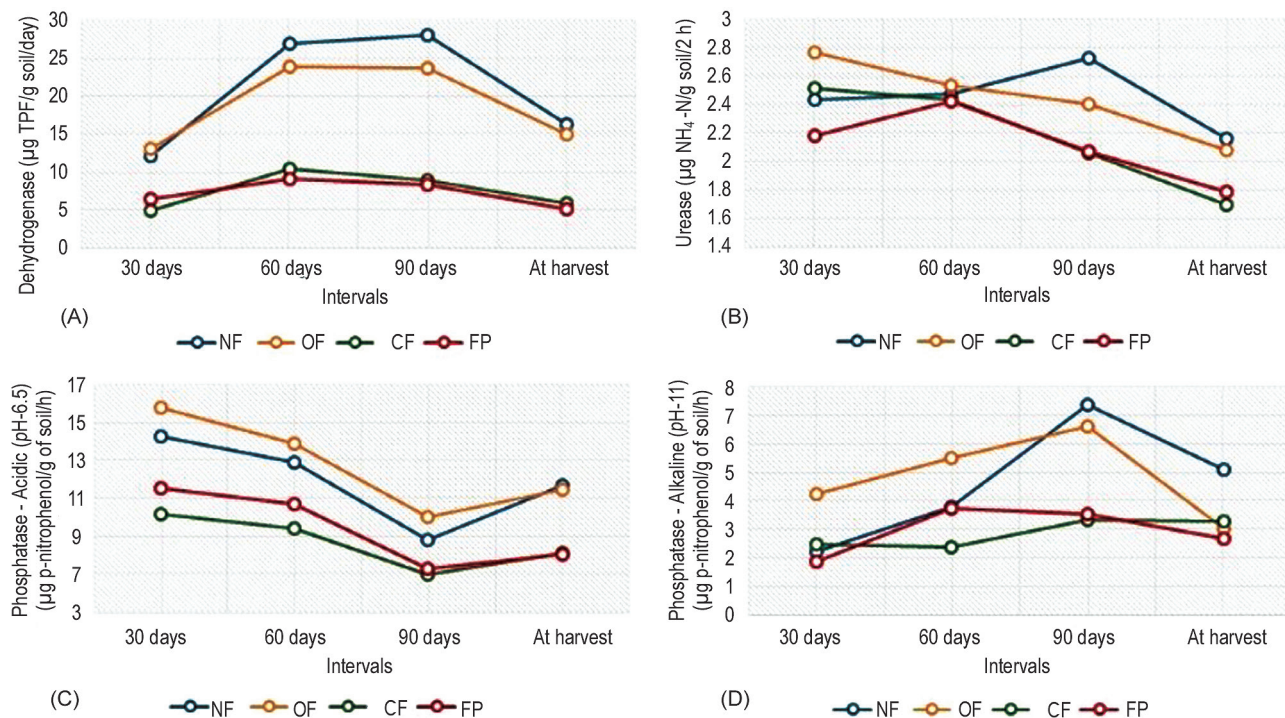 Dehydrogenase (µg TPF/g soil/day)
30
25
20
15
10
5
0
30 days 60 days 90 days At harvest
Intervals
(A)
NF OF CF FP
Urease (µg NH₄-N/g soil/2 h)
3
2.8
2.6
2.4
2.2
2
1.8
1.6
1.4
30 days 60 days 90 days At harvest
Intervals
(B)
NF OF CF FP
Phosphatase - Acidic (pH-6.5)
(µg p-nitrophenol/g of soil/h)
17
15
13
11
9
7
3
30 days 60 days 90 days At harvest
Intervals
(C)
NF OF CF FP
Phosphatase - Alkaline (pH-11)
(µg p-nitrophenol/g of soil/h)
8
7
6
5
4
3
2
1
0
30 days 60 days 90 days At harvest
Intervals
(D)
NF OF CF FP